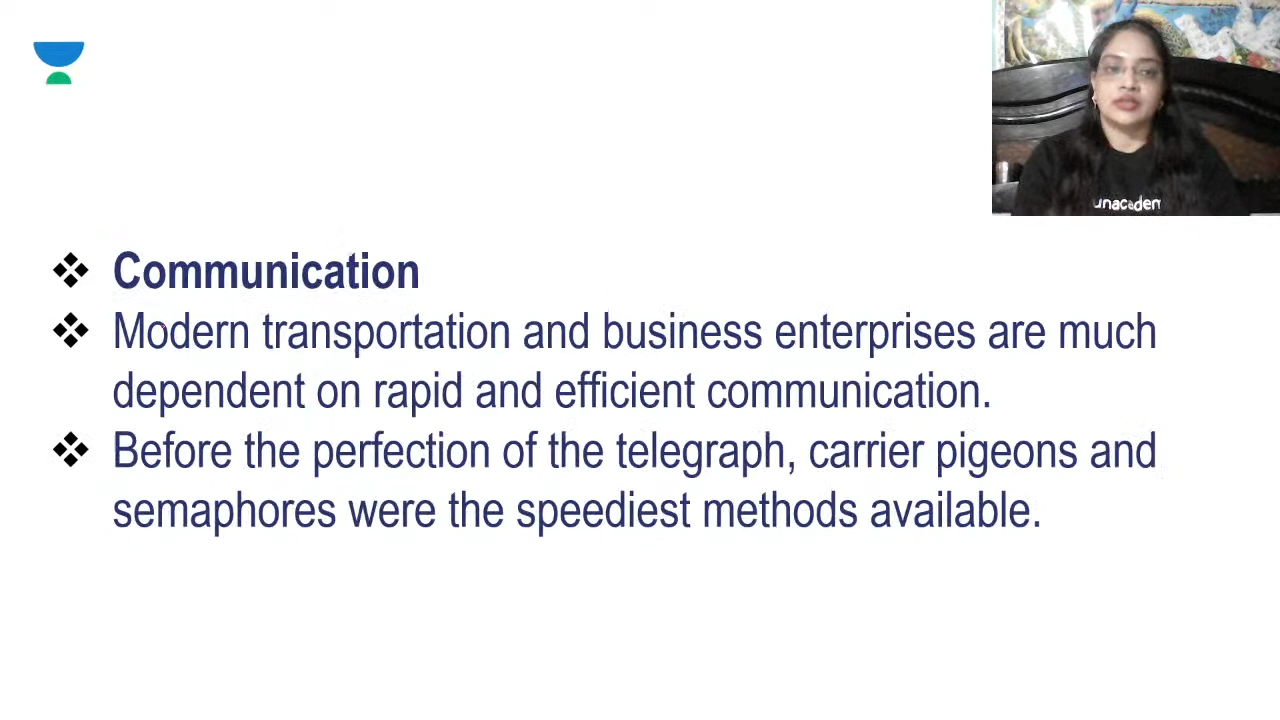 unacadem
Communication
Modern transportation and business enterprises are much
dependent on rapid and efficient communication.
Before the perfection of the telegraph, carrier pigeons and
semaphores were the speediest methods available.